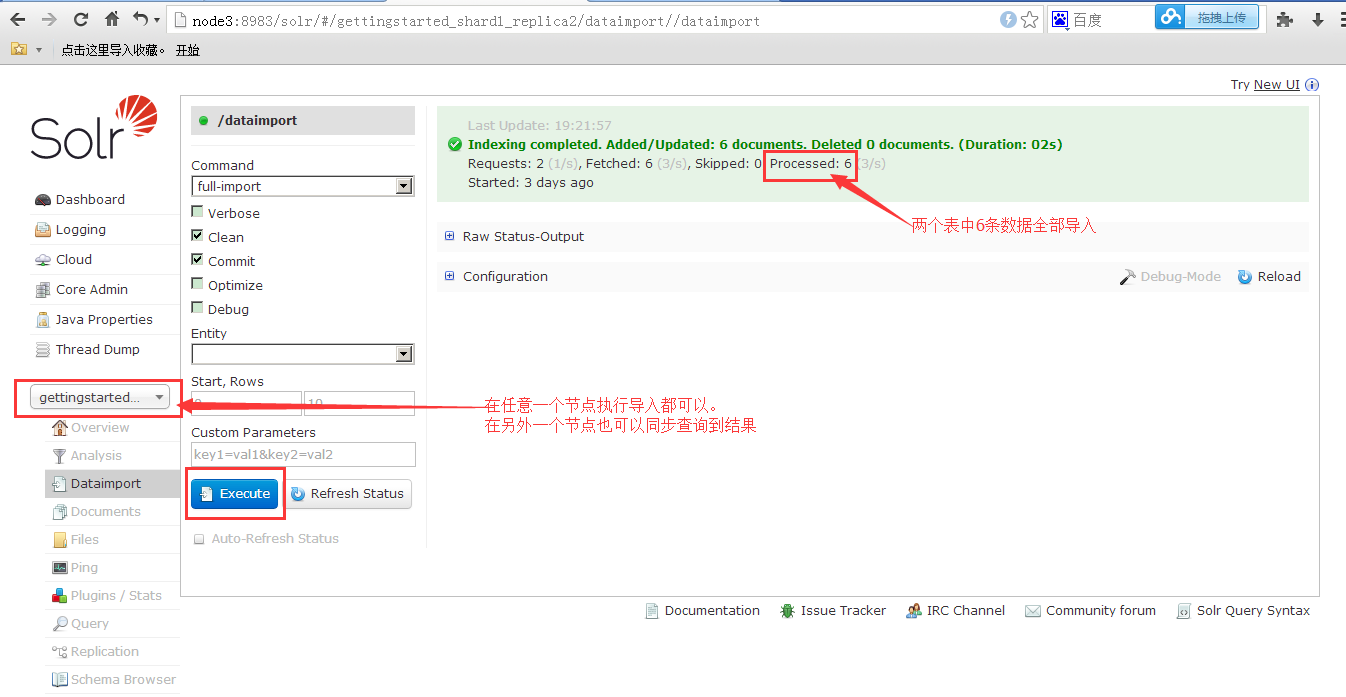 node3:8983/solr/#/gettingstarted_shard1_replica2/dataimport//dataimport
百度
拖拽上传
点击这里导入收藏。 开始
Try New UI
Solr
Dashboard
Logging
Cloud
Core Admin
Java Properties
Thread Dump
gettingstarted...
Overview
Analysis
Dataimport
Documents
Files
Ping
Plugins / Stats
Query
Replication
Schema Browser
/dataimport
Command
full-import
Verbose
Clean
Commit
Optimize
Debug
Entity
Start, Rows
0 10
Custom Parameters
key1=val1&key2=val2
Execute Refresh Status
Auto-Refresh Status
Last Update: 19:21:57
Indexing completed. Added/Updated: 6 documents. Deleted 0 documents. (Duration: 02s)
Requests: 2 (1/s), Fetched: 6 (3/s), Skipped: 0 Processed: 6 (3/s)
Started: 3 days ago
两个表中6条数据全部导入
Raw Status-Output
Configuration Debug-Mode Reload
在任意一个节点执行导入都可以。
在另外一个节点也可以同步查询到结果
Documentation Issue Tracker IRC Channel Community forum Solr Query Syntax